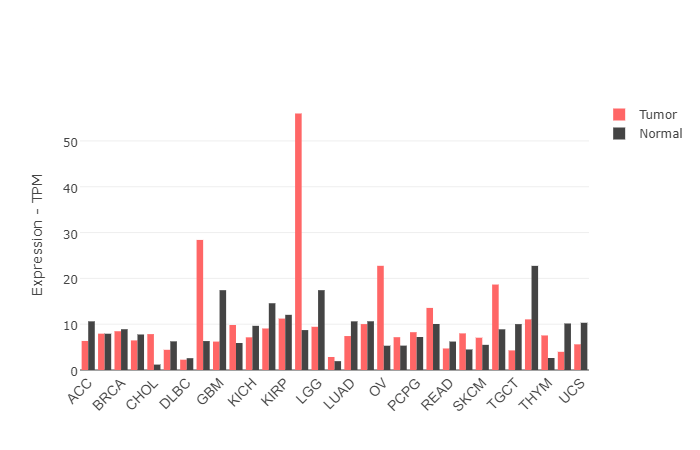 Tumor
Normal
Expression - TPM
50
40
30
20
10
0
ACC
BRCA
CHOL
DLBC
GBM
KICH
KIRP
LGG
LUAD
OV
PCPG
READ
SKCM
TGCT
THYM
UCS